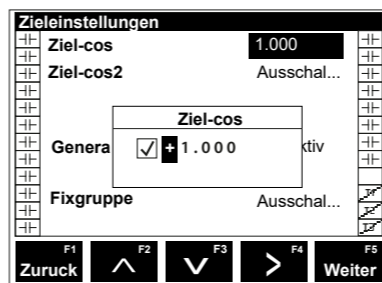 Zieleinstellungen
Ziel-cos 1.000
Ziel-cos2 Ausschal...
Ziel-cos
+1.000
Genera ktiv
Fixgruppe Ausschal...
F1 F2 F3 F4 F5
Zuruck Weiter